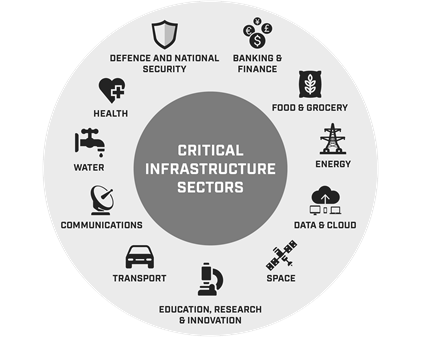 DEFENCE AND NATIONAL
SECURITY
BANKING &
FINANCE
FOOD & GROCERY
ENERGY
DATA & CLOUD
SPACE
EDUCATION, RESEARCH
& INNOVATION
TRANSPORT
COMMUNICATIONS
WATER
HEALTH
CRITICAL
INFRASTRUCTURE
SECTORS